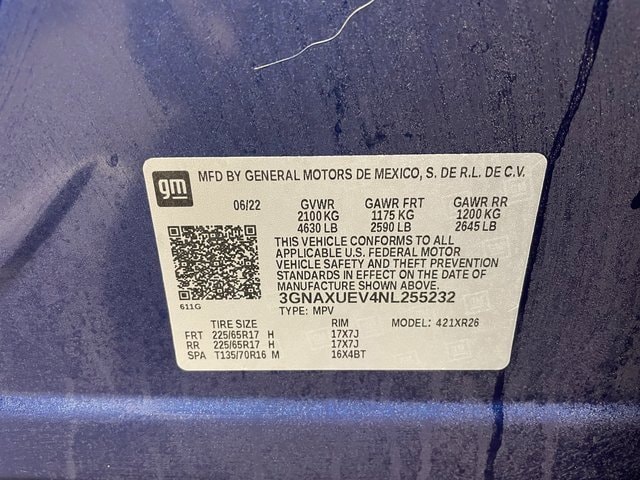 gm MFD BY GENERAL MOTORS DE MEXICO, S. DE R.L. DE C.V.
06/22 GVWR GAWR FRT GAWR RR
2100 KG 1175 KG 1200 KG
4630 LB 2590 LB 2645 LB
THIS VEHICLE CONFORMS TO ALL
APPLICABLE U.S. FEDERAL MOTOR
VEHICLE SAFETY AND THEFT PREVENTION
STANDARDS IN EFFECT ON THE DATE OF
MANUFACTURE SHOWN ABOVE.
3GNAXUEV4NL255232
611G TYPE: MPV
TIRE SIZE RIM MODEL: 421XR26
FRT 225/65R17 H 17X7J
RR 225/65R17 H 17X7J
SPA T135/70R16 M 16X4BT